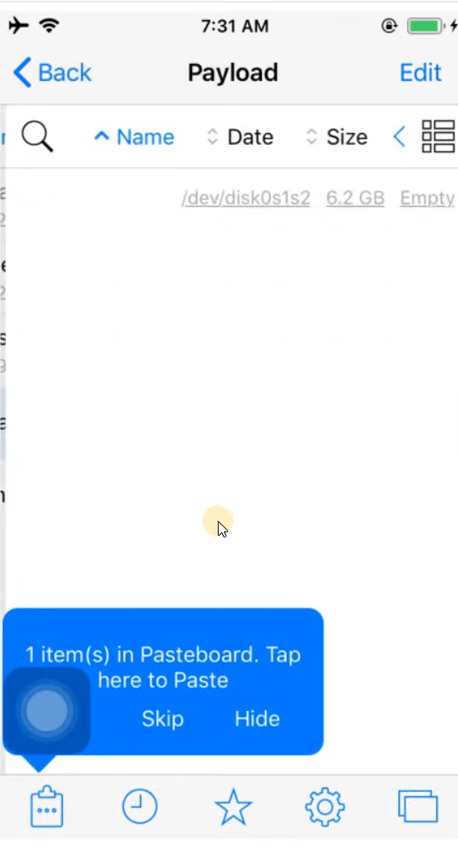 7:31 AM
Back Payload Edit
Name Date Size
/dev/disk0s1s2 6.2 GB Empty
1 item(s) in Pasteboard. Tap
here to Paste
Skip Hide